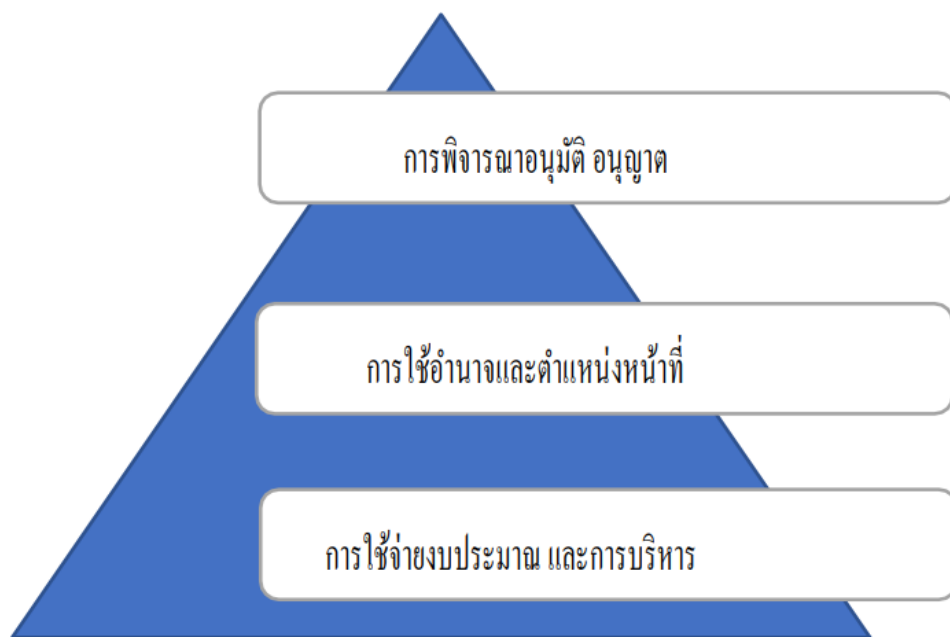 การพิจารณาอนุมัติ อนุญาต
การใช้อำนาจและตำแหน่งหน้าที่
การใช้จ่ายงบประมาณ และการบริหาร